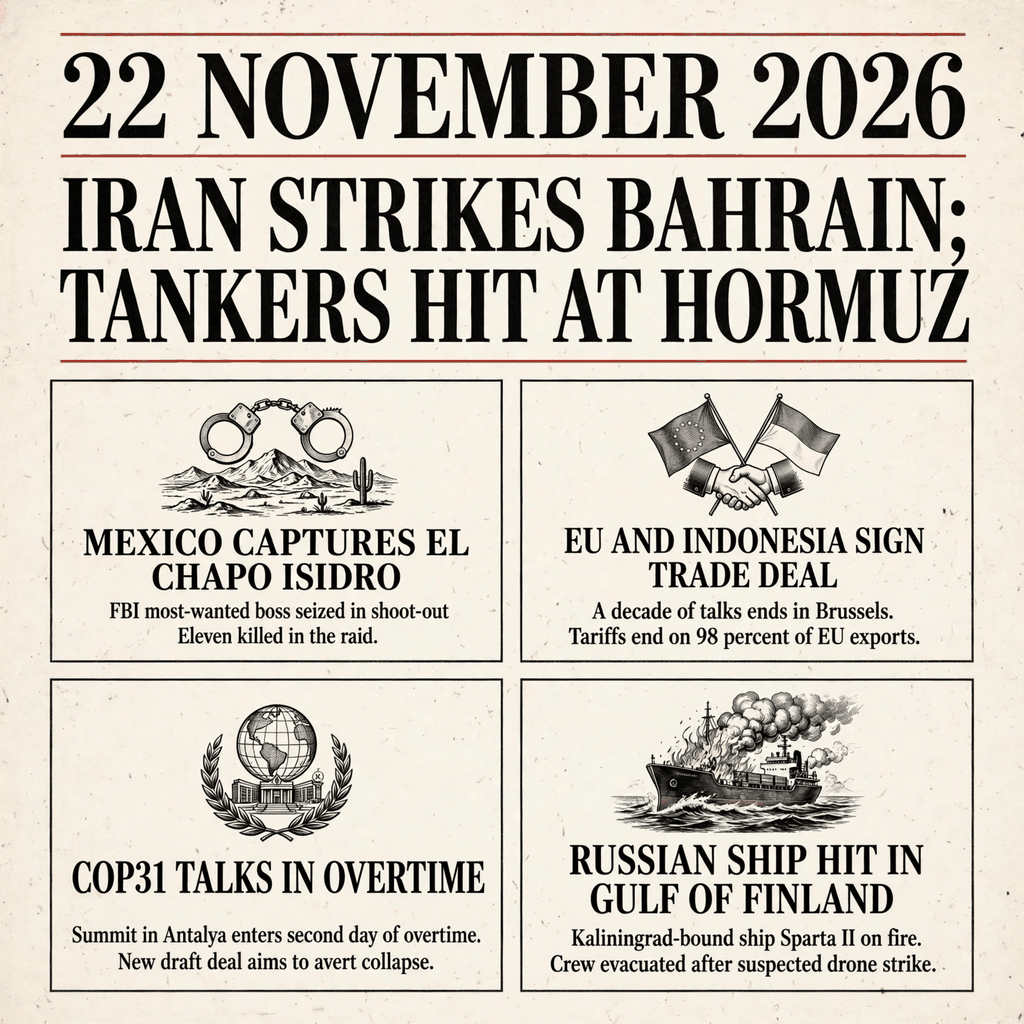 22 NOVEMBER 2026
IRAN STRIKES BAHRAIN;
TANKERS HIT AT HORMUZ
MEXICO CAPTURES EL
CHAPO ISIDRO
FBI most-wanted boss seized in shoot-out
Eleven killed in the raid.
EU AND INDONESIA SIGN
TRADE DEAL
A decade of talks ends in Brussels.
Tariffs end on 98 percent of EU exports.
COP31 TALKS IN OVERTIME
Summit in Antalya enters second day of overtime.
New draft deal aims to avert collapse.
RUSSIAN SHIP HIT IN
GULF OF FINLAND
Kaliningrad-bound ship Sparta II on fire.
Crew evacuated after suspected drone strike.